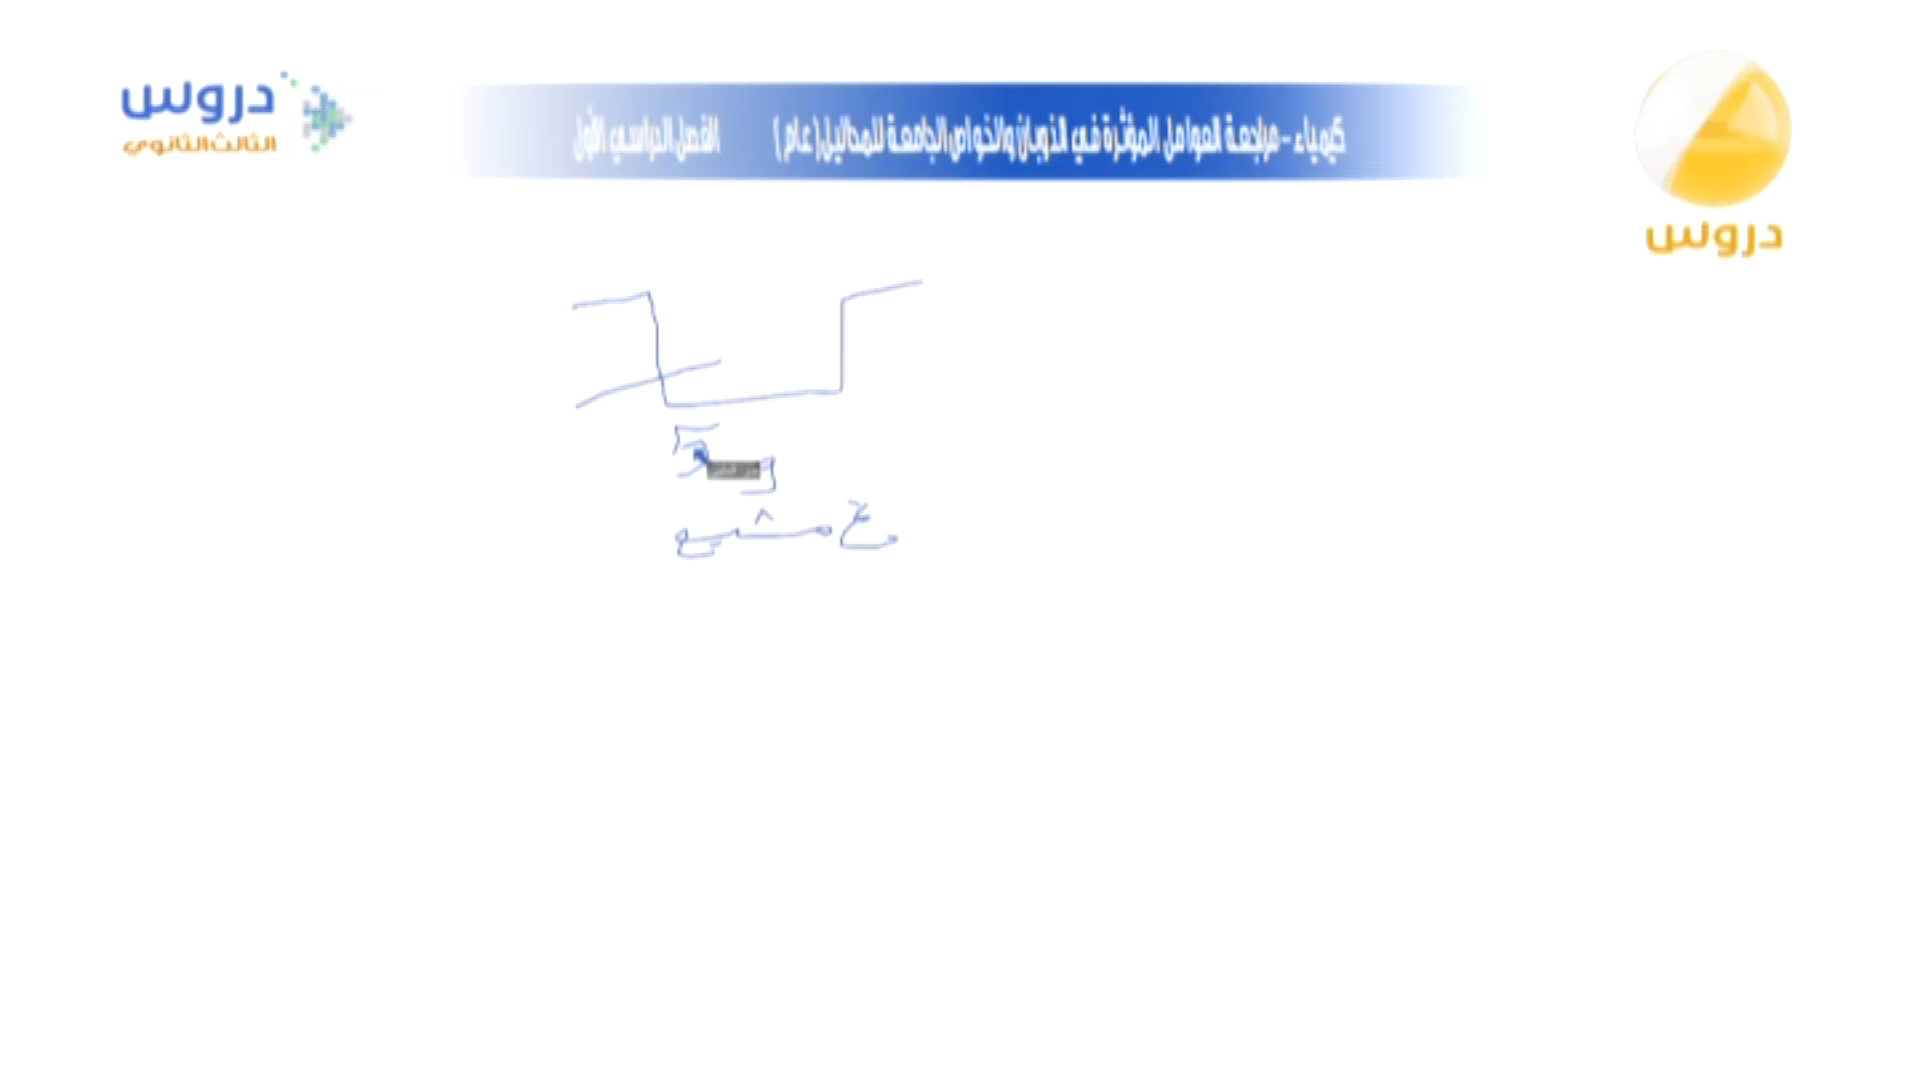 كيمياء - مراجعة العوامل المؤثرة في الذوبان والخواص الجامعة للمحاليل (عام) الفصل الدراسي الأول
دروس
الثالث الثانوي
دروس
غ مشبع